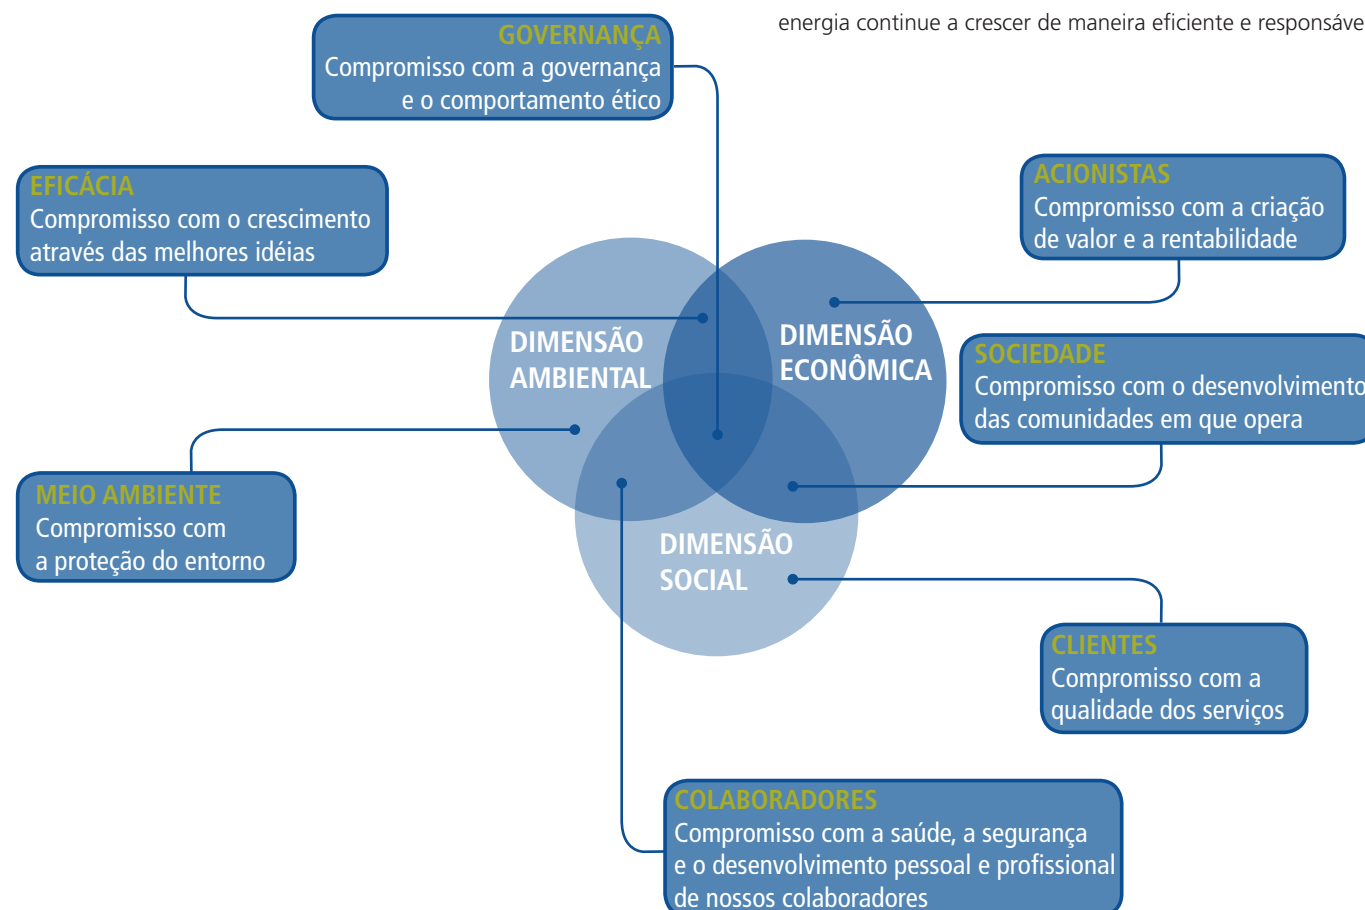 energia continue a crescer de maneira eficiente e responsáve
GOVERNANÇA
Compromisso com a governança
e o comportamento ético
EFICÁCIA
Compromisso com o crescimento
através das melhores idéias
ACIONISTAS
Compromisso com a criação
de valor e a rentabilidade
DIMENSÃO
AMBIENTAL
DIMENSÃO
ECONÔMICA
SOCIEDADE
Compromisso com o desenvolvimento
das comunidades em que opera
MEIO AMBIENTE
Compromisso com
a proteção do entorno
DIMENSÃO
SOCIAL
CLIENTES
Compromisso com a
qualidade dos serviços
COLABORADORES
Compromisso com a saúde, a segurança
e o desenvolvimento pessoal e profissional
de nossos colaboradores